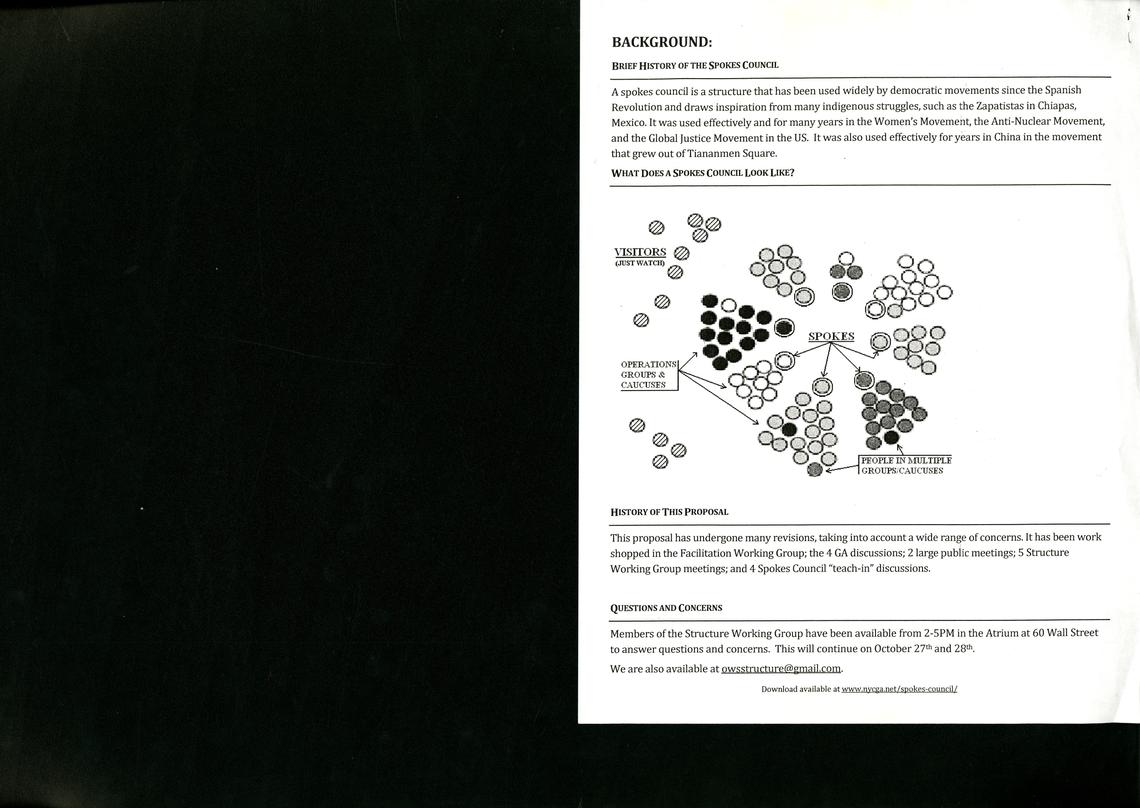 BACKGROUND:
BRIEF HISTORY OF THE SPOKES COUNCIL
A spokes council is a structure that has been used widely by democratic movements since the Spanish
Revolution and draws inspiration from many indigenous struggles, such as the Zapatistas in Chiapas,
Mexico. It was used effectively and for many years in the Women's Movement, the Anti-Nuclear Movement,
and the Global Justice Movement in the US. It was also used effectively for years in China in the movement
that grew out of Tiananmen Square.
WHAT DOES A SPOKES COUNCIL LOOK LIKE?
VISITORS
(JUST WATCH)
SPOKES
OPERATIONS
GROUPS &
CAUCUSES
PEOPLE IN MULTIPLE
GROUPS/CAUCUSES
HISTORY OF THIS PROPOSAL
This proposal has undergone many revisions, taking into account a wide range of concerns. It has been work
shopped in the Facilitation Working Group; the 4 GA discussions; 2 large public meetings; 5 Structure
Working Group meetings; and 4 Spokes Council “teach-in” discussions.
QUESTIONS AND CONCERNS
Members of the Structure Working Group have been available from 2-5PM in the Atrium at 60 Wall Street
to answer questions and concerns. This will continue on October 27th and 28th.
We are also available at owsstructure@gmail.com.
Download available at www.nycga.net/spokes-council/